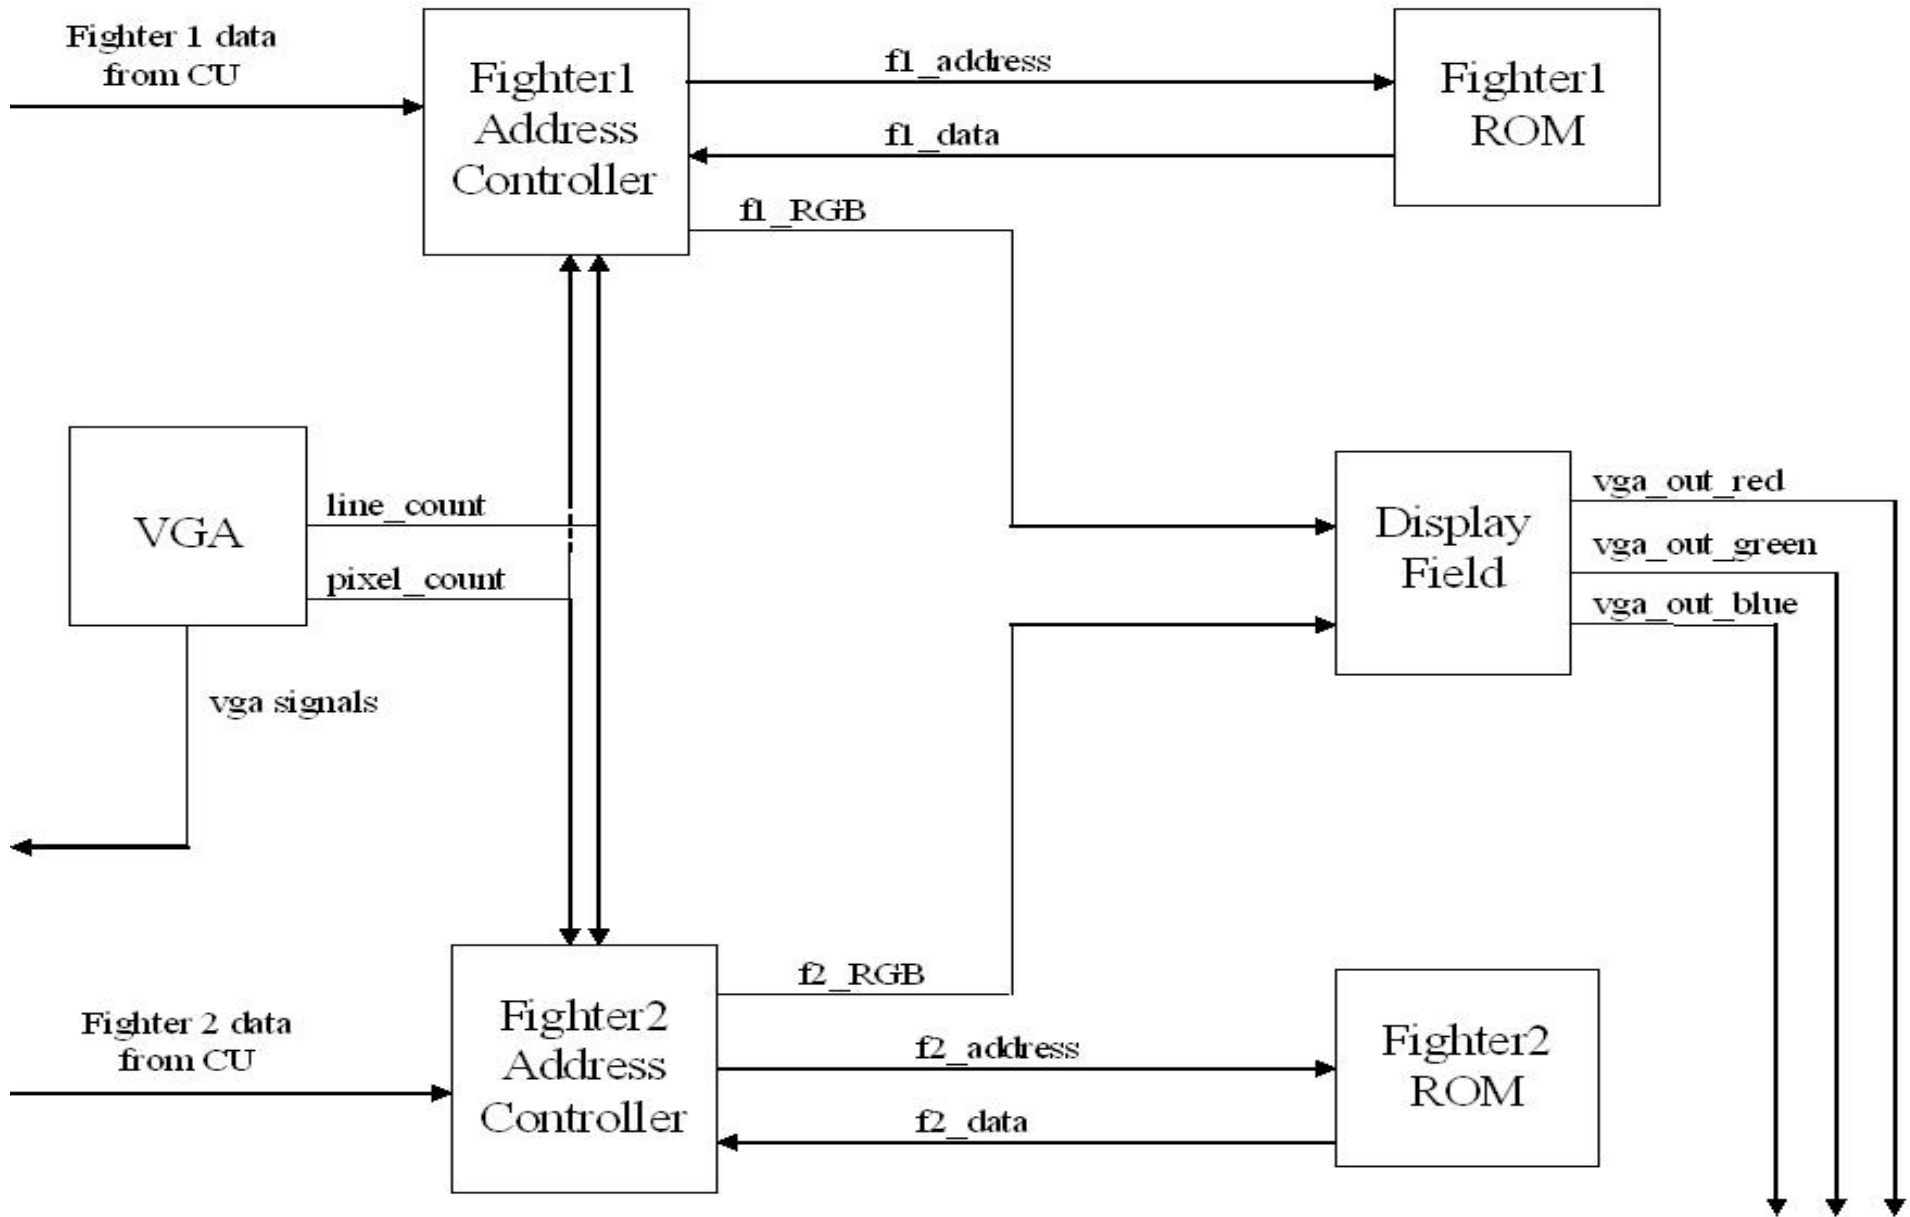 Fighter 1 data
from CU
Fighter1
Address
Controller
f1_address
f1_data
f1_RGB
Fighter1
ROM
VGA
line_count
pixel_count
vga signals
Display
Field
vga_out_red
vga_out_green
vga_out_blue
Fighter 2 data
from CU
Fighter2
Address
Controller
f2_RGB
f2_address
f2_data
Fighter2
ROM